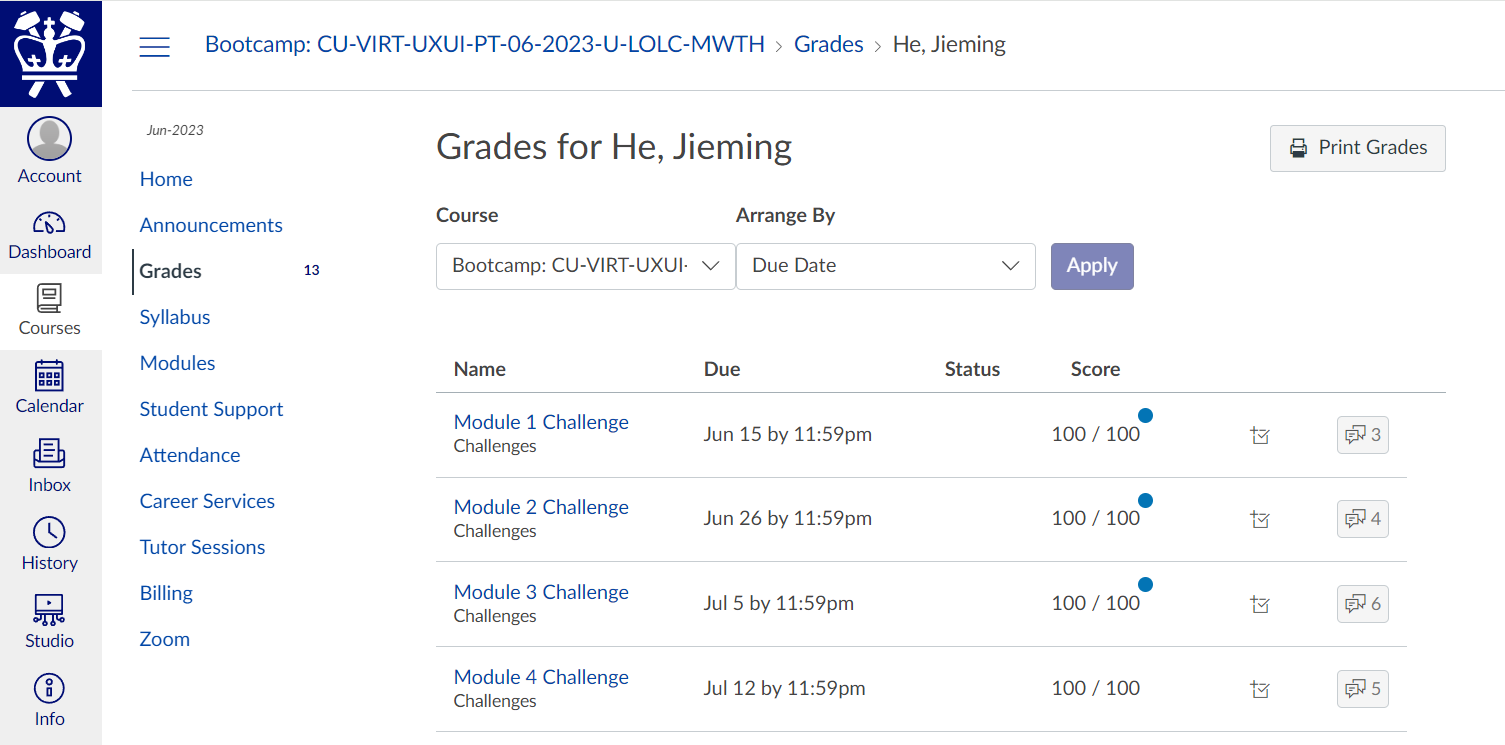 Bootcamp: CU-VIRT-UXUI-PT-06-2023-U-LOLC-MWTH › Grades › He, Jieming
Account
Dashboard
Courses
Calendar
Inbox
History
Studio
Info
Jun-2023
Home
Announcements
Grades 13
Syllabus
Modules
Student Support
Attendance
Career Services
Tutor Sessions
Billing
Zoom
Grades for He, Jieming
Print Grades
Course Arrange By
Bootcamp: CU-VIRT-UXUI- Due Date Apply
Name Due Status Score
Module 1 Challenge
Challenges
Jun 15 by 11:59pm 100 / 100 3
Module 2 Challenge
Challenges
Jun 26 by 11:59pm 100 / 100 4
Module 3 Challenge
Challenges
Jul 5 by 11:59pm 100 / 100 6
Module 4 Challenge
Challenges
Jul 12 by 11:59pm 100 / 100 5